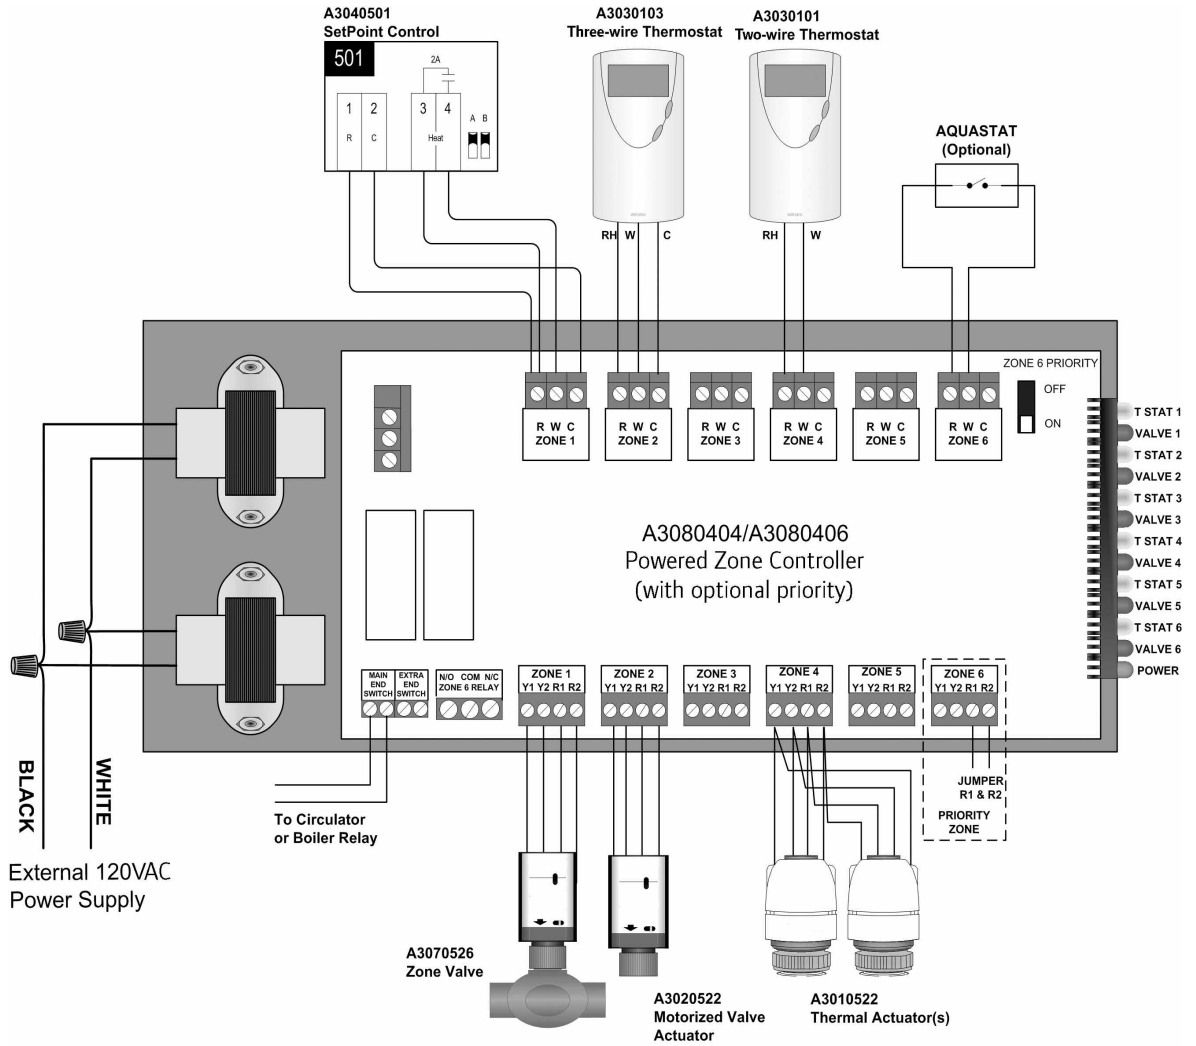 A3040501
SetPoint Control
501
2A
1 2 3 4
A B
R C Heat
A3030103
Three-wire Thermostat
RH W C
A3030101
Two-wire Thermostat
RH W
AQUASTAT
(Optional)
ZONE 6 PRIORITY
OFF
ON
R W C
ZONE 1
R W C
ZONE 2
R W C
ZONE 3
R W C
ZONE 4
R W C
ZONE 5
R W C
ZONE 6
T STAT 1
VALVE 1
T STAT 2
VALVE 2
T STAT 3
VALVE 3
T STAT 4
VALVE 4
T STAT 5
VALVE 5
T STAT 6
VALVE 6
POWER
A3080404/A3080406
Powered Zone Controller
(with optional priority)
MAIN
END
SWITCH
EXTRA
END
SWITCH
N/O COM N/C
ZONE 6 RELAY
ZONE 1
Y1 Y2 R1 R2
ZONE 2
Y1 Y2 R1 R2
ZONE 3
Y1 Y2 R1 R2
ZONE 4
Y1 Y2 R1 R2
ZONE 5
Y1 Y2 R1 R2
ZONE 6
Y1 Y2 R1 R2
JUMPER
R1 & R2
PRIORITY
ZONE
BLACK
WHITE
External 120VAC
Power Supply
To Circulator
or Boiler Relay
A3070526
Zone Valve
A3020522
Motorized Valve
Actuator
A3010522
Thermal Actuator(s)